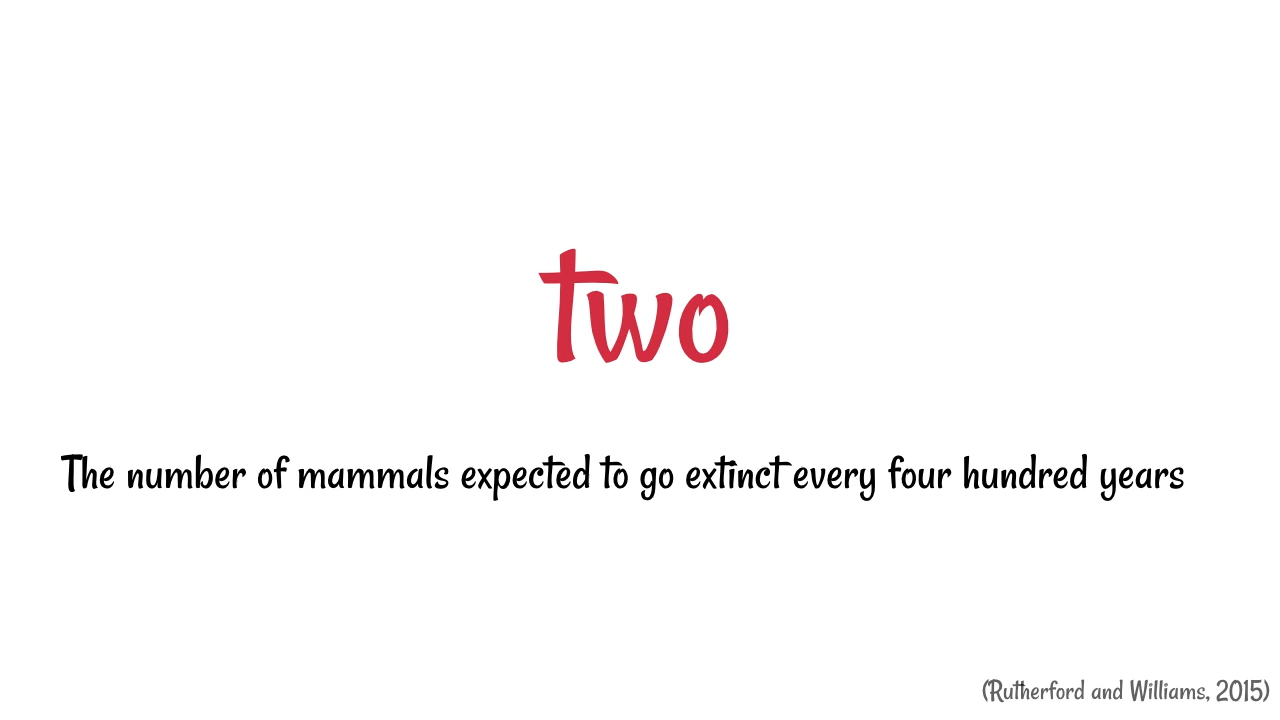 two
The number of mammals expected to go extinct every four hundred years
(Rutherford and Williams, 2015)